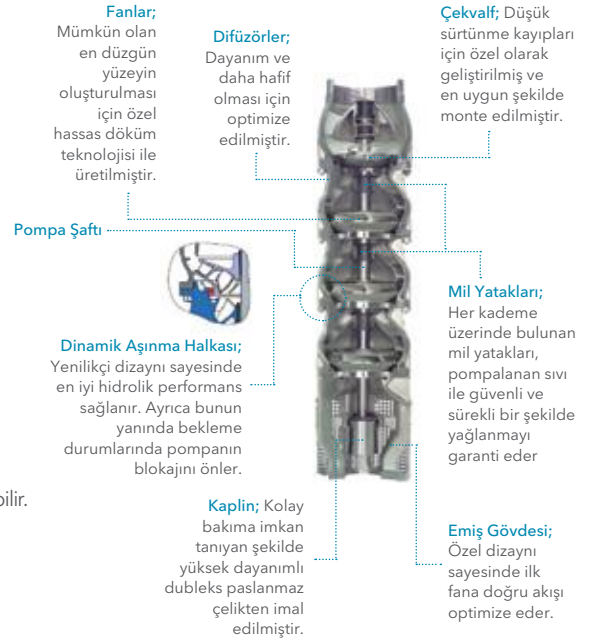 Fanlar;
Mümkün olan
en düzgün
yüzeyin
oluşturulması
için özel
hassas döküm
teknolojisi ile
üretilmiştir.
Difüzörler;
Dayanım ve
daha hafif
olması için
optimize
edilmiştir.
Çekvalf; Düşük
sürtünme kayıpları
için özel olarak
geliştirilmiş ve
en uygun şekilde
monte edilmiştir.
Pompa Şaftı
Dinamik Aşınma Halkası;
Yenilikçi dizaynı sayesinde
en iyi hidrolik performans
sağlanır. Ayrıca bunun
yanında bekleme
durumlarında pompanın
blokajını önler.
Mil Yatakları;
Her kademe
üzerinde bulunan
mil yatakları,
pompalanan sıvı
ile güvenli ve
sürekli bir şekilde
yağlanmayı
garanti eder
bilir.
Kaplin; Kolay
bakıma imkan
tanıyan şekilde
yüksek dayanımlı
dubleks paslanmaz
çelikten imal
edilmiştir.
Emiş Gövdesi;
Özel dizaynı
sayesinde ilk
fana doğru akışı
optimize eder.